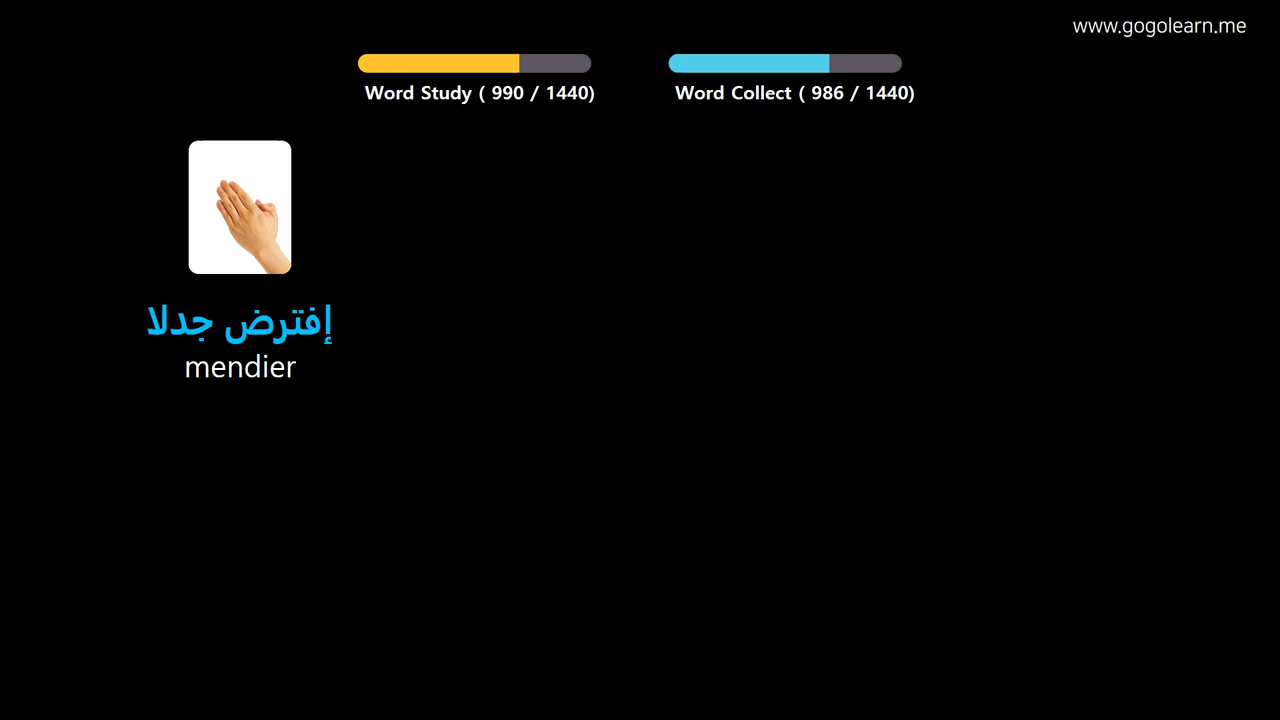 www.gogolearn.me
Word Study ( 990 / 1440)
Word Collect ( 986 / 1440)
إفترض جدلا
mendier